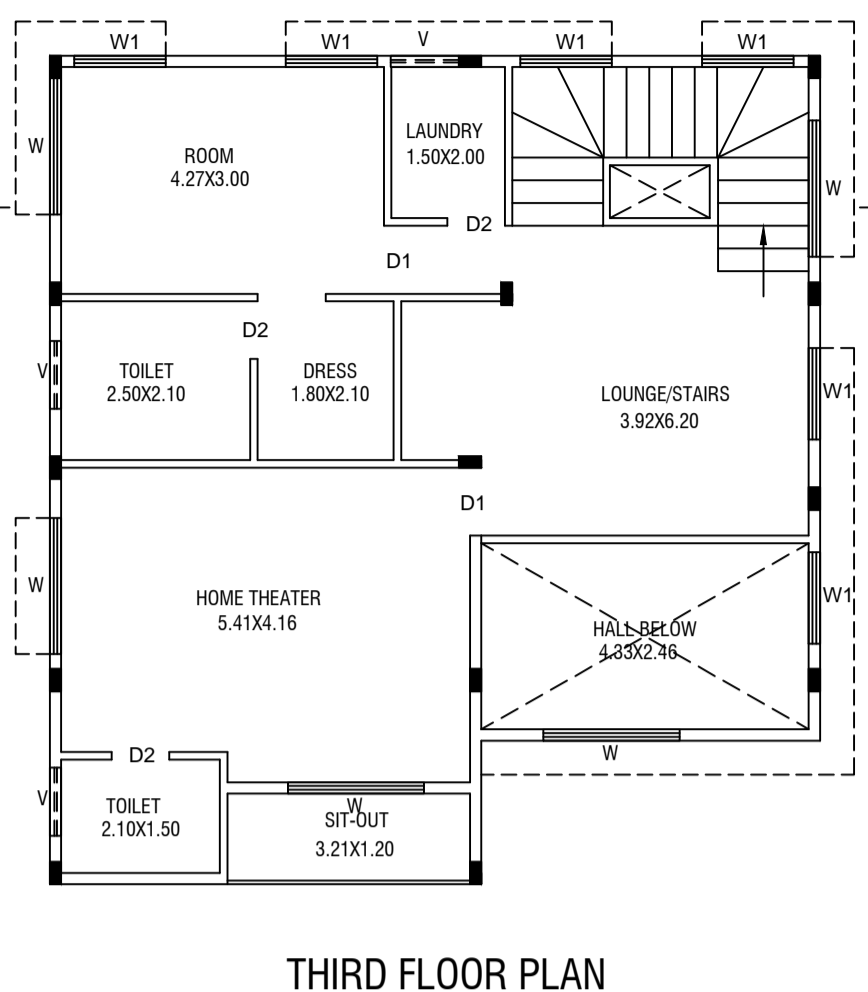 W1
W1
V
W1
W1
W
ROOM
4.27X3.00
LAUNDRY
1.50X2.00
W
D2
D1
D2
V
TOILET
2.50X2.10
DRESS
1.80X2.10
LOUNGE/STAIRS
3.92X6.20
W1
D1
W
HOME THEATER
5.41X4.16
HALL BELOW
4.33X2.46
W1
W
D2
V
TOILET
2.10X1.50
W
SIT-OUT
3.21X1.20
THIRD FLOOR PLAN